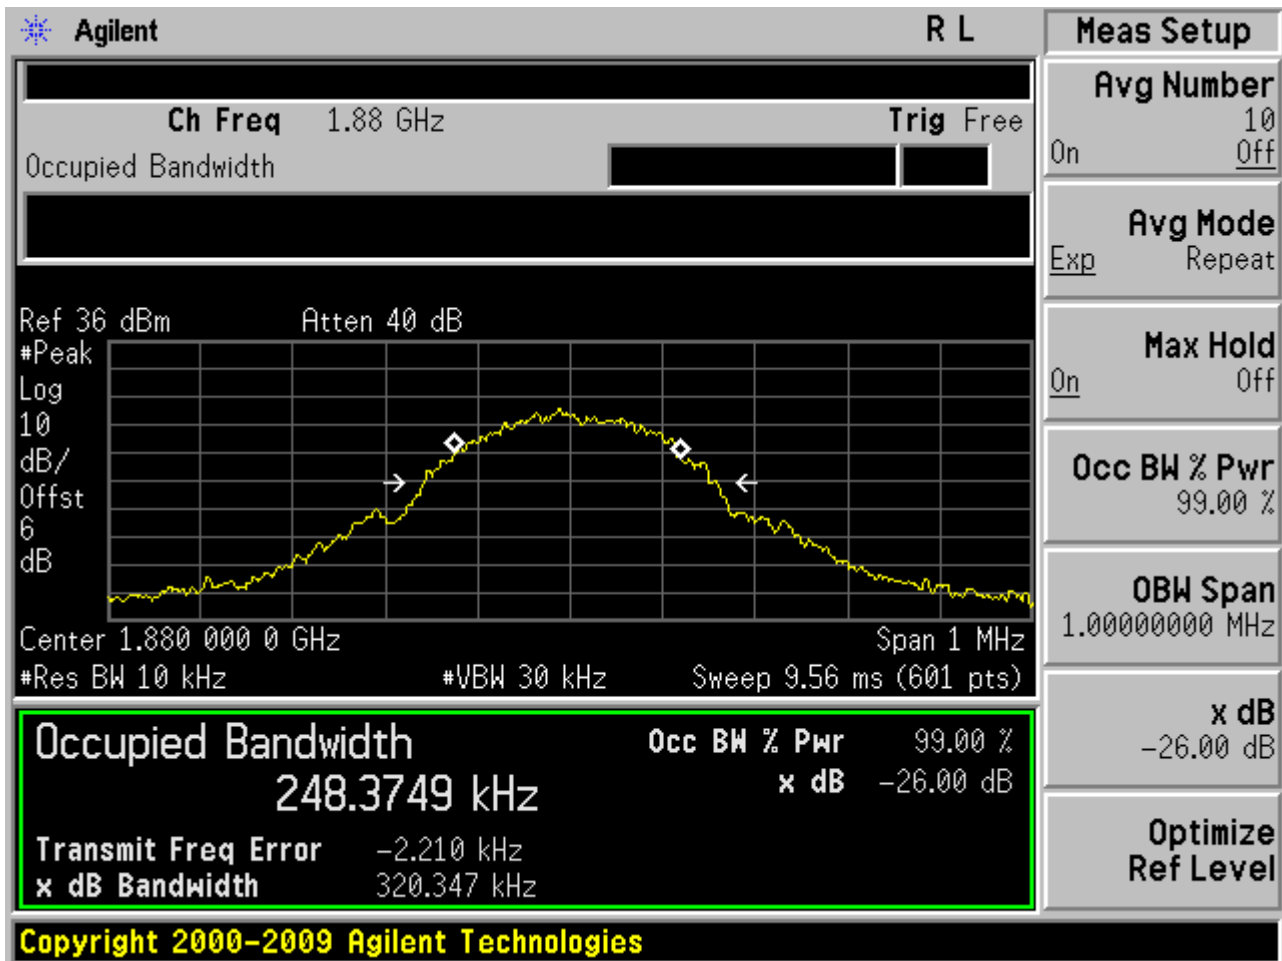 Agilent R L
Ch Freq 1.88 GHz Trig Free
Occupied Bandwidth
Ref 36 dBm Atten 40 dB
#Peak
Log
10
dB/
Offst
6
dB
Center 1.880 000 0 GHz Span 1 MHz
#Res BW 10 kHz #VBW 30 kHz Sweep 9.56 ms (601 pts)
Occupied Bandwidth Occ BW % Pwr 99.00 %
248.3749 kHz x dB -26.00 dB
Transmit Freq Error -2.210 kHz
x dB Bandwidth 320.347 kHz
Copyright 2000-2009 Agilent Technologies
Meas Setup
Avg Number
10
On Off
Avg Mode
Exp Repeat
Max Hold
On Off
Occ BW % Pwr
99.00 %
OBW Span
1.00000000 MHz
x dB
-26.00 dB
Optimize
Ref Level